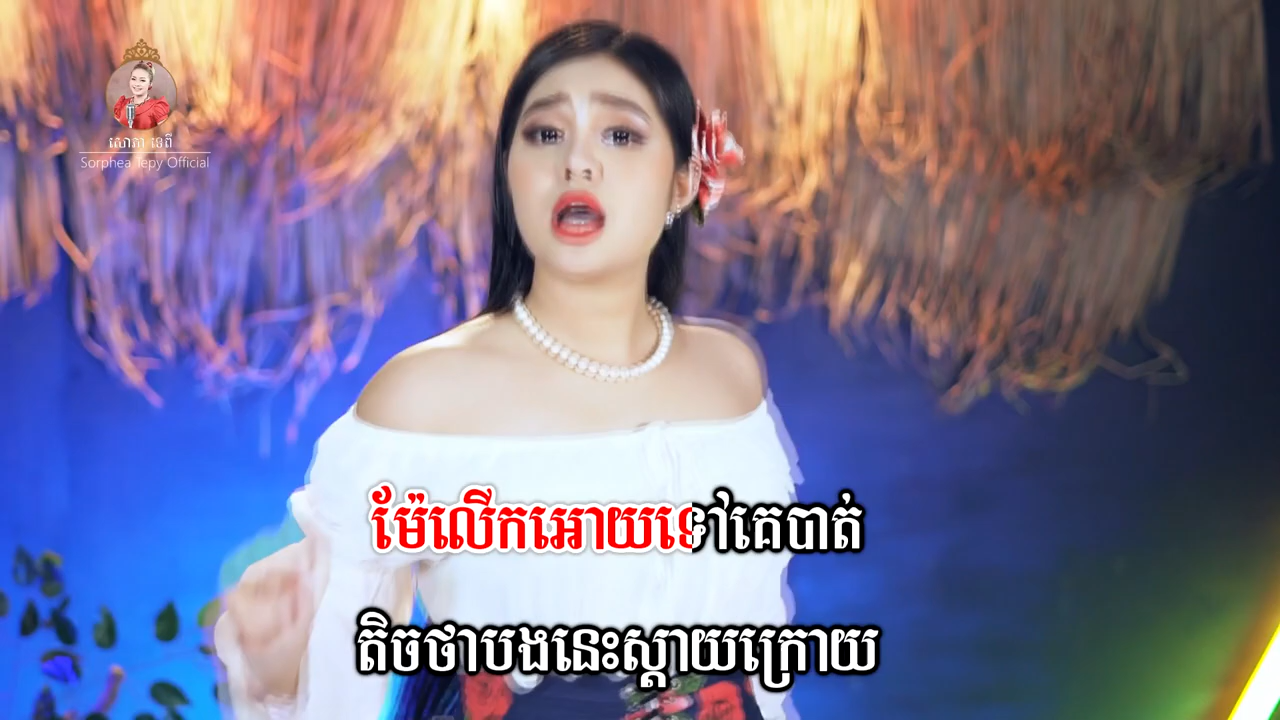 សោភា ទេពី
Sorphea Tepy Official
ម៉ែលើកអោយទៅគេបាត់
តិចថាបងនេះស្ដាយក្រោយ